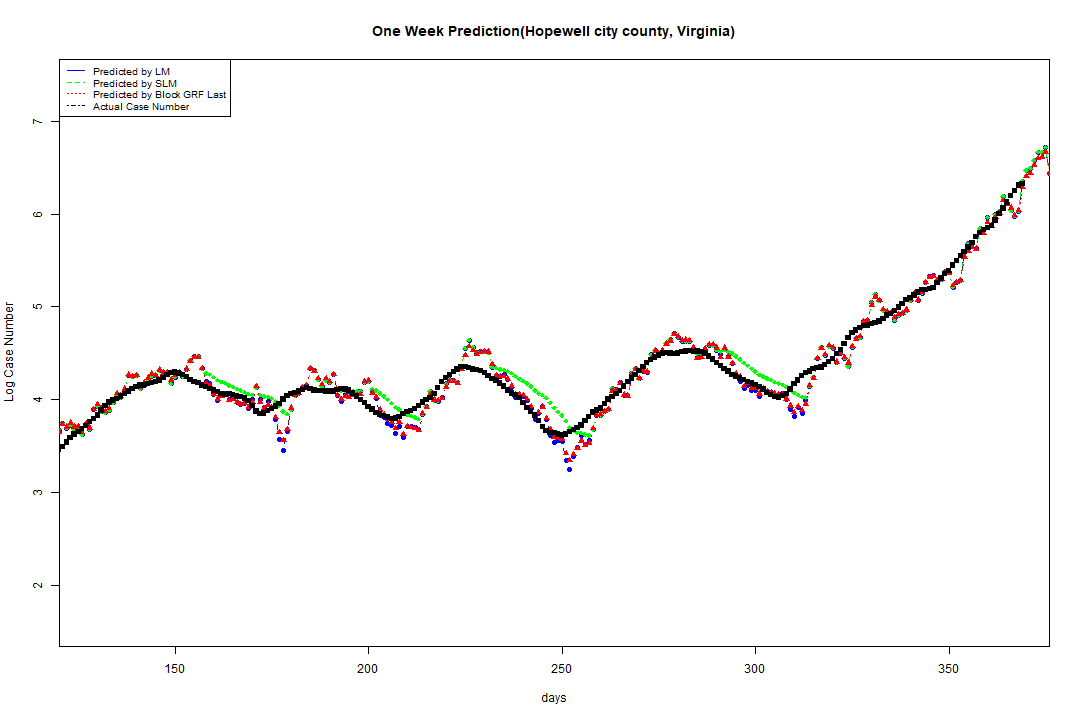 One Week Prediction(Hopewell city county, Virginia)
Predicted by LM
Predicted by SLM
Predicted by Block GRF Last
Actual Case Number
Log Case Number
7
6
5
4
3
2
150 200 250 300 350
days